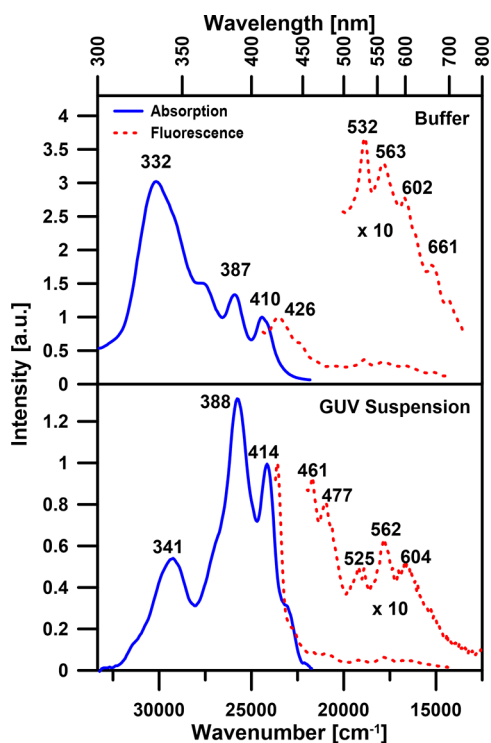 Wavelength [nm]
300 350 400 450 500 550 600 700 800
Absorption
Fluorescence
Buffer
332
387
410
426
532
563
602
661
x 10
4
3.5
3
2.5
2
1.5
1
0.5
0
Intensity [a.u.]
GUV Suspension
388
414
341
461
477
525
562
604
x 10
1.2
1
0.8
0.6
0.4
0.2
0
30000 25000 20000 15000
Wavenumber [cm⁻¹]